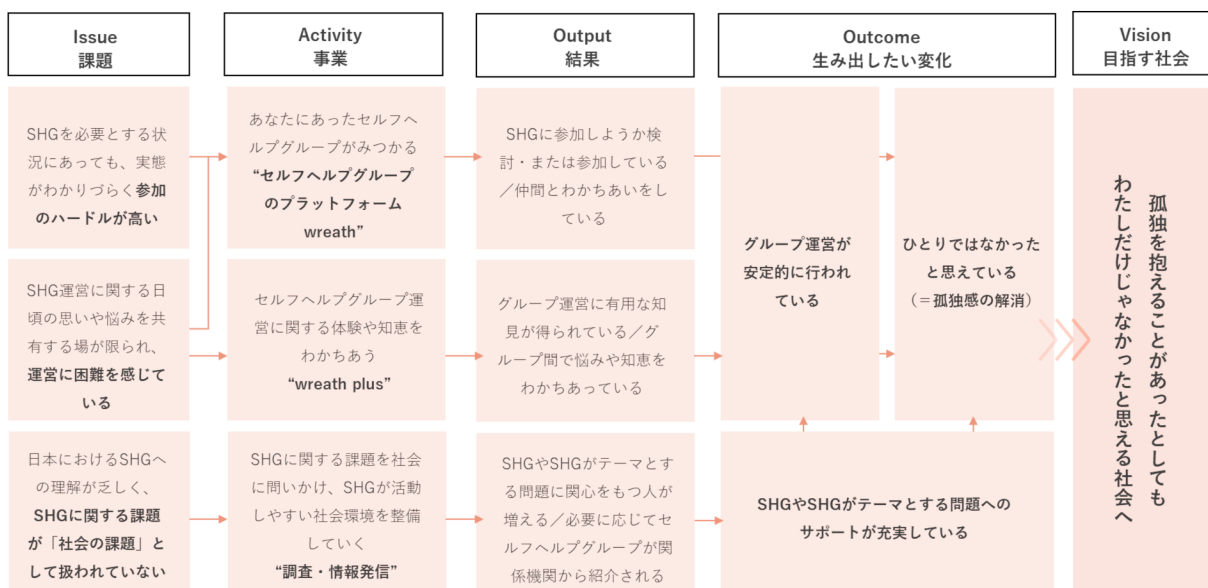 Issue
課題
Activity
事業
Output
結果
Outcome
生み出したい変化
Vision
目指す社会
SHGを必要とする状
況にあっても、実態
がわかりづらく参加
のハードルが高い
あなたにあったセルフヘ
ルプグループがみつかる
“セルフヘルプグループ
のプラットフォーム
wreath”
SHGに参加しようか検
討・または参加している
／仲間とわかちあいをし
ている
SHG運営に関する日
頃の思いや悩みを共
有する場が限られ、
運営に困難を感じて
いる
セルフヘルプグループ運
営に関する体験や知恵を
わかちあう
“wreath plus”
グループ運営に有用な知
見が得られている／グ
ループ間で悩みや知恵を
わかちあっている
グループ運営が
安定的に行われ
ている
ひとりではなかった
と思えている
（＝孤独感の解消）
日本におけるSHGへ
の理解が乏しく、
SHGに関する課題
が「社会の課題」と
して扱われていない
SHGに関する課題を社会
に問いかけ、SHGが活動
しやすい社会環境を整備
していく
“調査・情報発信”
SHGやSHGがテーマとす
る問題に関心をもつ人が
増える／必要に応じてセ
ルフヘルプグループが関
係機関から紹介される
SHGやSHGがテーマとする問題への
サポートが充実している
孤独を抱えることがあったとしても
わたしだけじゃなかったと思える社会へ